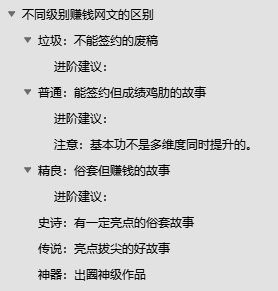 不同级别赚钱网文的区别
垃圾：不能签约的废稿
进阶建议：
普通：能签约但成绩鸡肋的故事
进阶建议：
注意：基本功不是多维度同时提升的。
精良：俗套但赚钱的故事
进阶建议：
史诗：有一定亮点的俗套故事
传说：亮点拔尖的好故事
神器：出圈神级作品